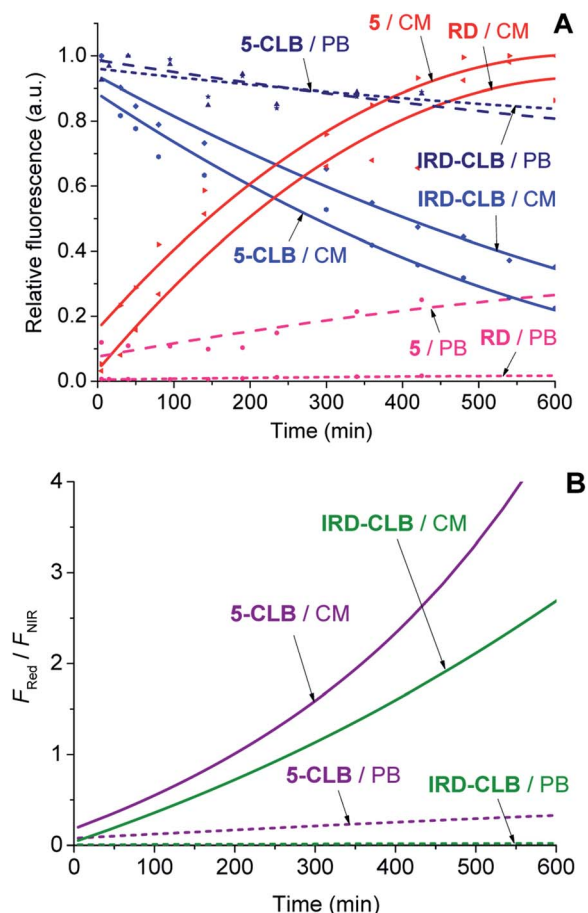 A
5-CLB / PB
5 / CM
RD / CM
1.0
0.8
0.6
0.4
0.2
0.0
Relative fluorescence (a.u.)
IRD-CLB / PB
IRD-CLB / CM
5-CLB / CM
5 / PB
RD / PB
0 100 200 300 400 500 600
Time (min)
B
4
3
2
1
0
F_Red / F_NIR
IRD-CLB / CM
5-CLB / CM
5-CLB / PB
IRD-CLB / PB
0 100 200 300 400 500 600
Time (min)